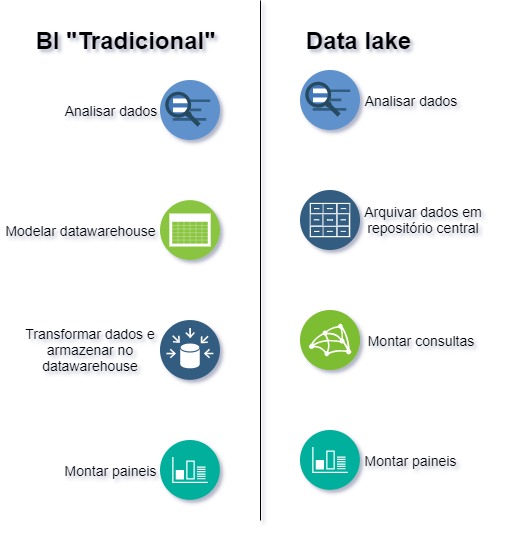 BI "Tradicional"
Analisar dados
Modelar datawarehouse
Transformar dados e
armazenar no
datawarehouse
Montar paineis
Data lake
Analisar dados
Arquivar dados em
repositório central
Montar consultas
Montar paineis